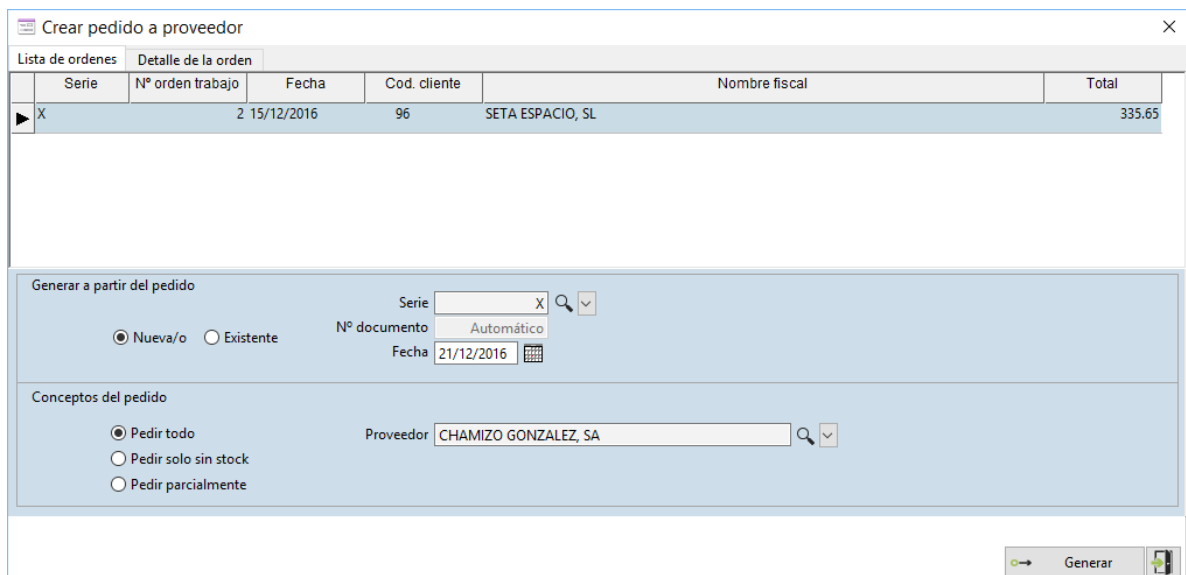 Crear pedido a proveedor
Lista de ordenes Detalle de la orden
Serie Nº orden trabajo Fecha Cod. cliente Nombre fiscal Total
X 2 15/12/2016 96 SETA ESPACIO, SL 335.65
Generar a partir del pedido
Serie X
Nueva/o Existente Nº documento Automático
Fecha 21/12/2016
Conceptos del pedido
Pedir todo Proveedor CHAMIZO GONZALEZ, SA
Pedir solo sin stock
Pedir parcialmente
Generar